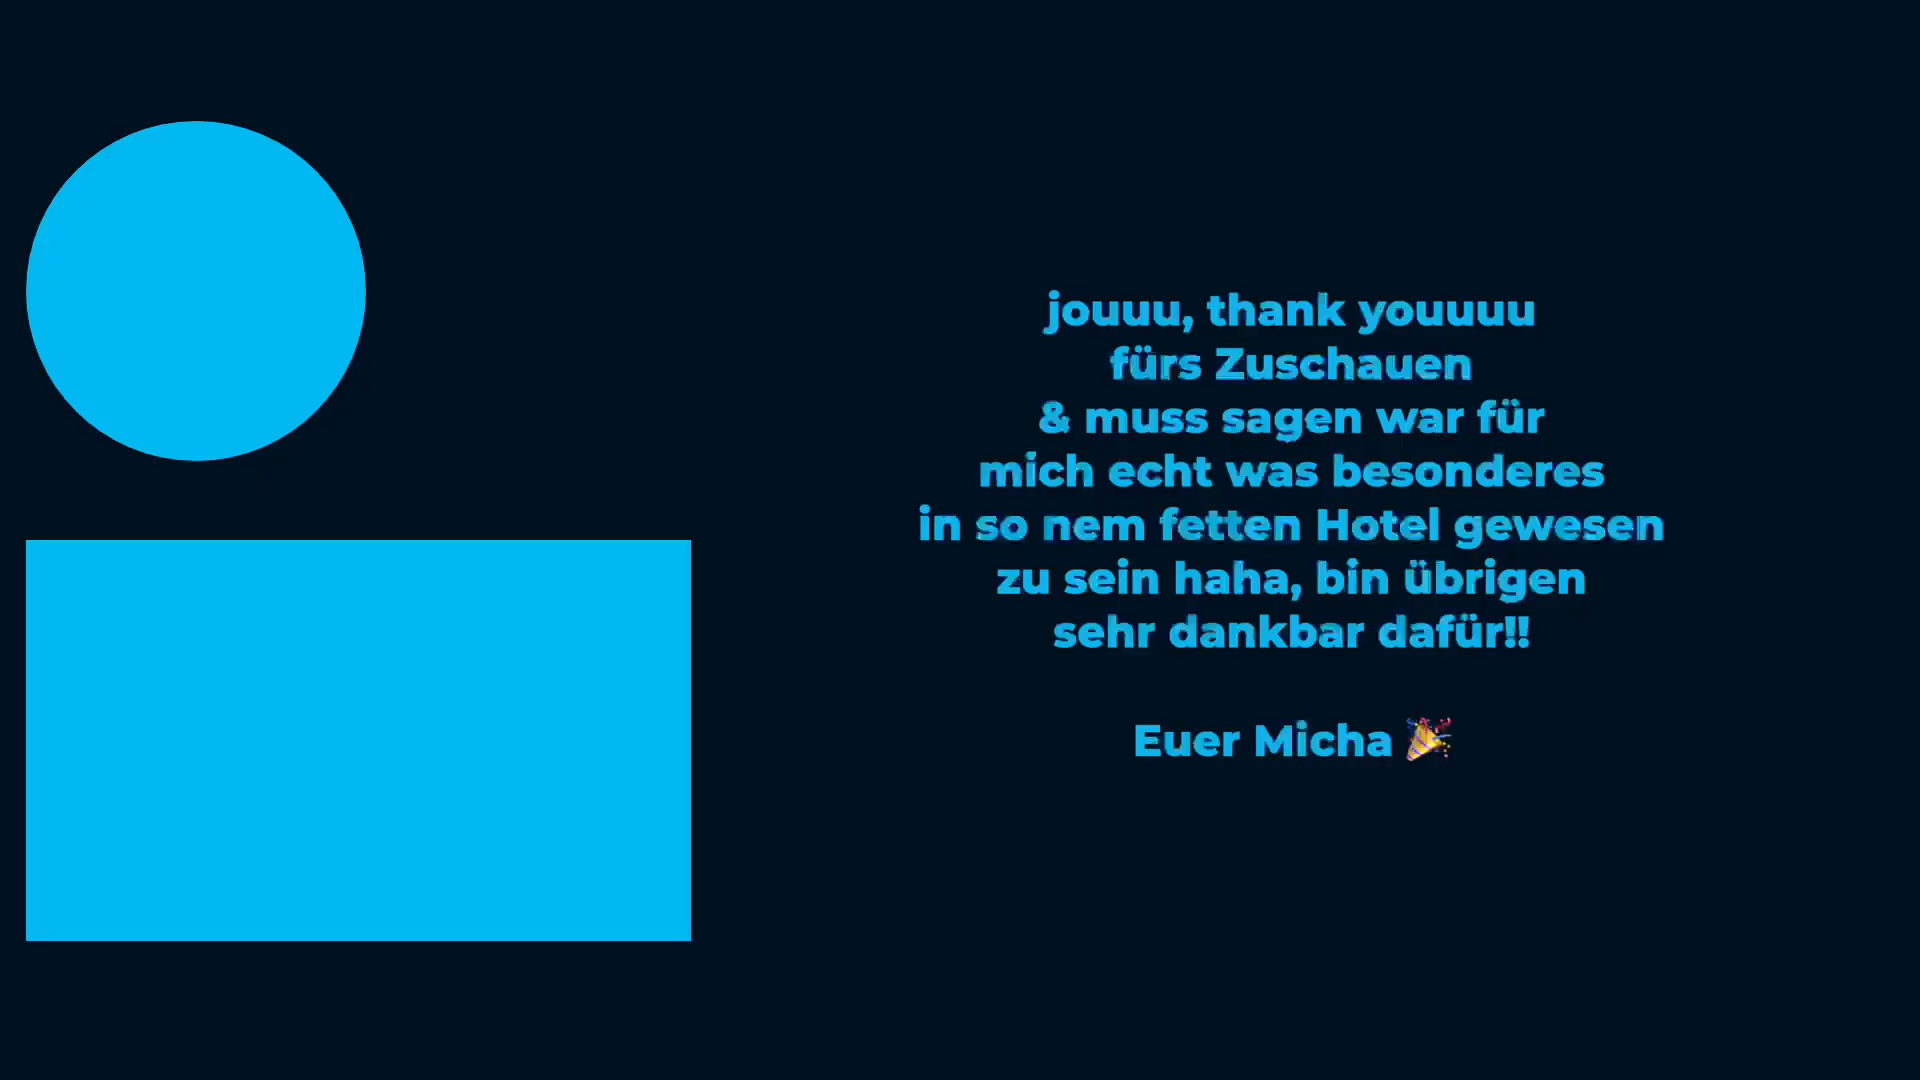 jouuu, thank youuuu
fürs Zuschauen
& muss sagen war für
mich echt was besonderes
in so nem fetten Hotel gewesen
zu sein haha, bin übrigen
sehr dankbar dafür!!
Euer Micha 🎉